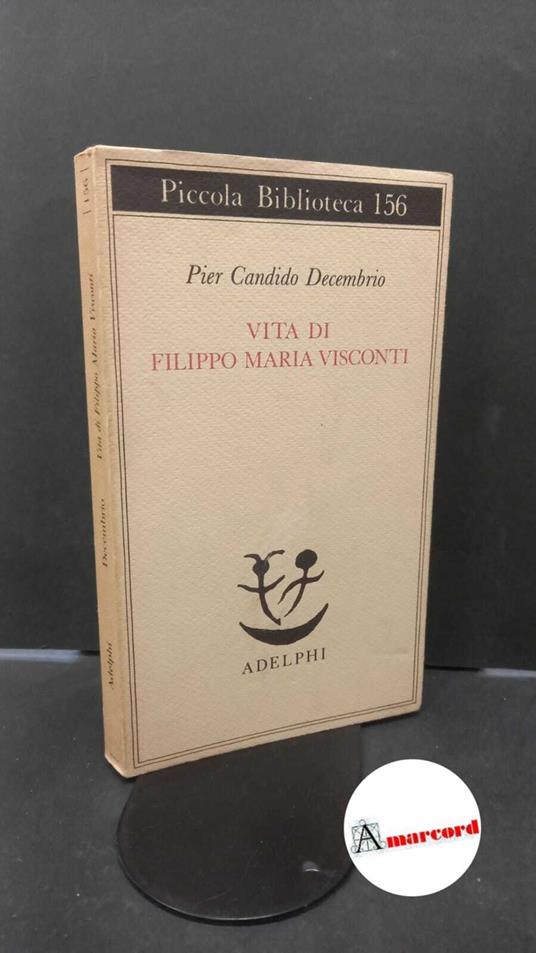 Piccola Biblioteca 156
Pier Candido Decembrio
VITA DI
FILIPPO MARIA VISCONTI
ADELPHI
| 156 |
Vita di Filippo Maria Visconti
Decembrio
Adelphi
Amarcord